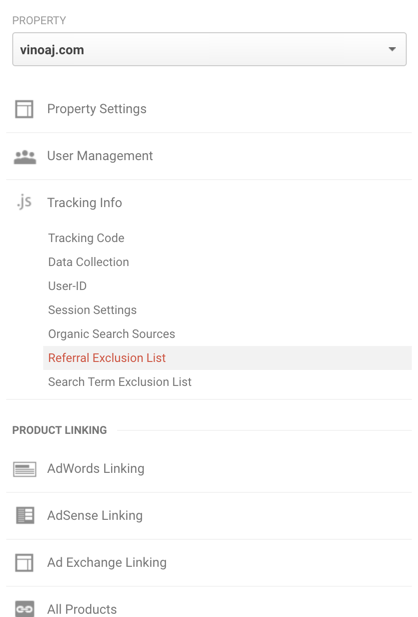 PROPERTY
vinoaj.com
Property Settings
User Management
.js Tracking Info
Tracking Code
Data Collection
User-ID
Session Settings
Organic Search Sources
Referral Exclusion List
Search Term Exclusion List
PRODUCT LINKING
AdWords Linking
AdSense Linking
Ad Exchange Linking
All Products